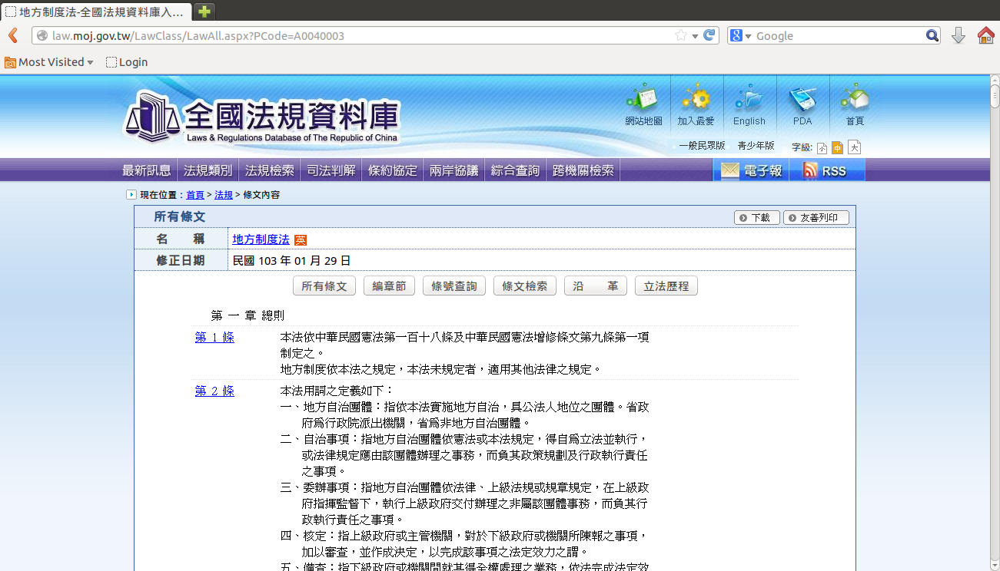 地方制度法-全國法規資料庫入...
law.moj.gov.tw/LawClass/LawAll.aspx?PCode=A0040003
8 Google
Most Visited Login
全國法規資料庫
Laws & Regulations Database of The Republic of China
網站地圖 加入最愛 English PDA 首頁
一般民眾版 青少年版 字級: 小 中 大
最新訊息 法規類別 法規檢索 司法判解 條約協定 兩岸協議 綜合查詢 跨機關檢索 電子報 RSS
現在位置：首頁 > 法規 > 條文內容
所有條文 下載 友善列印
名 稱 地方制度法 英
修正日期 民國 103 年 01 月 29 日
所有條文 編章節 條號查詢 條文檢索 沿 革 立法歷程
第 一 章 總則
第 1 條 本法依中華民國憲法第一百十八條及中華民國憲法增修條文第九條第一項
制定之。
地方制度依本法之規定，本法未規定者，適用其他法律之規定。
第 2 條 本法用詞之定義如下：
一、地方自治團體：指依本法實施地方自治，具公法人地位之團體。省政
府為行政院派出機關，省為非地方自治團體。
二、自治事項：指地方自治團體依憲法或本法規定，得自為立法並執行，
或法律規定應由該團體辦理之事務，而負其政策規劃及行政執行責任
之事項。
三、委辦事項：指地方自治團體依法律、上級法規或規章規定，在上級政
府指揮監督下，執行上級政府交付辦理之非屬該團體事務，而負其行
政執行責任之事項。
四、核定：指上級政府或主管機關，對於下級政府或機關所陳報之事項，
加以審查，並作成決定，以完成該事項之法定效力之謂。
五、備查：指下級政府或機關間就其得全權處理之業務，依法完成法定效